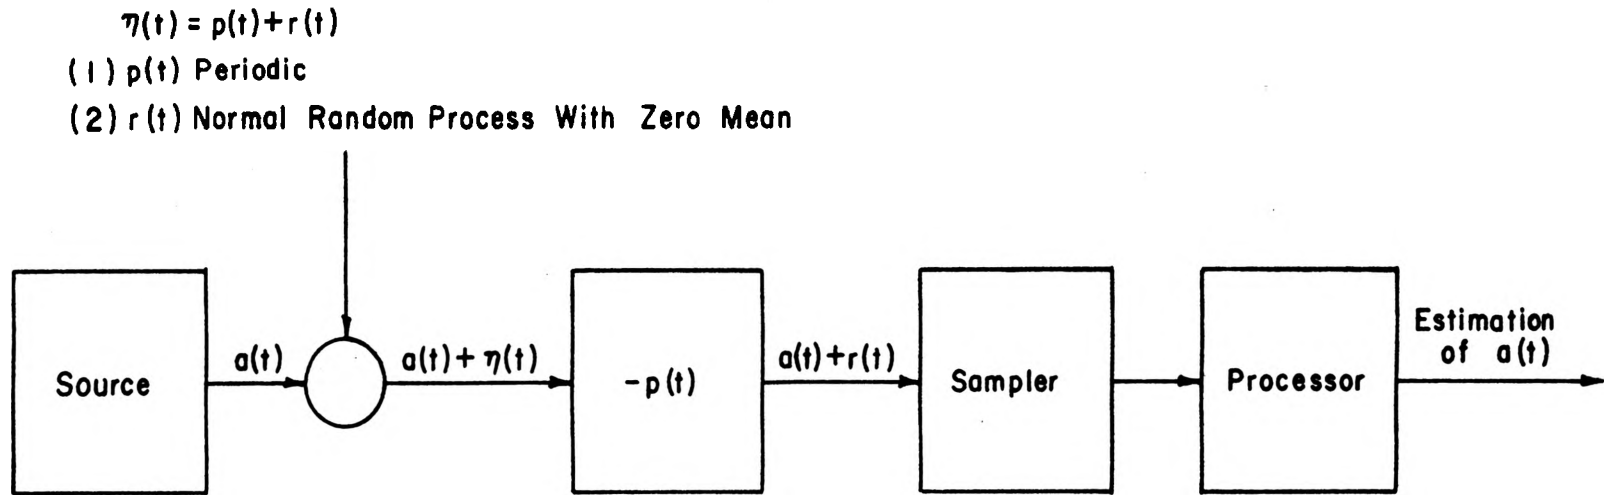 η(t) = p(t)+r(t)
(1) p(t) Periodic
(2) r(t) Normal Random Process With Zero Mean
Source
a(t)
a(t) + η(t)
-p(t)
a(t)+r(t)
Sampler
Processor
Estimation
of a(t)